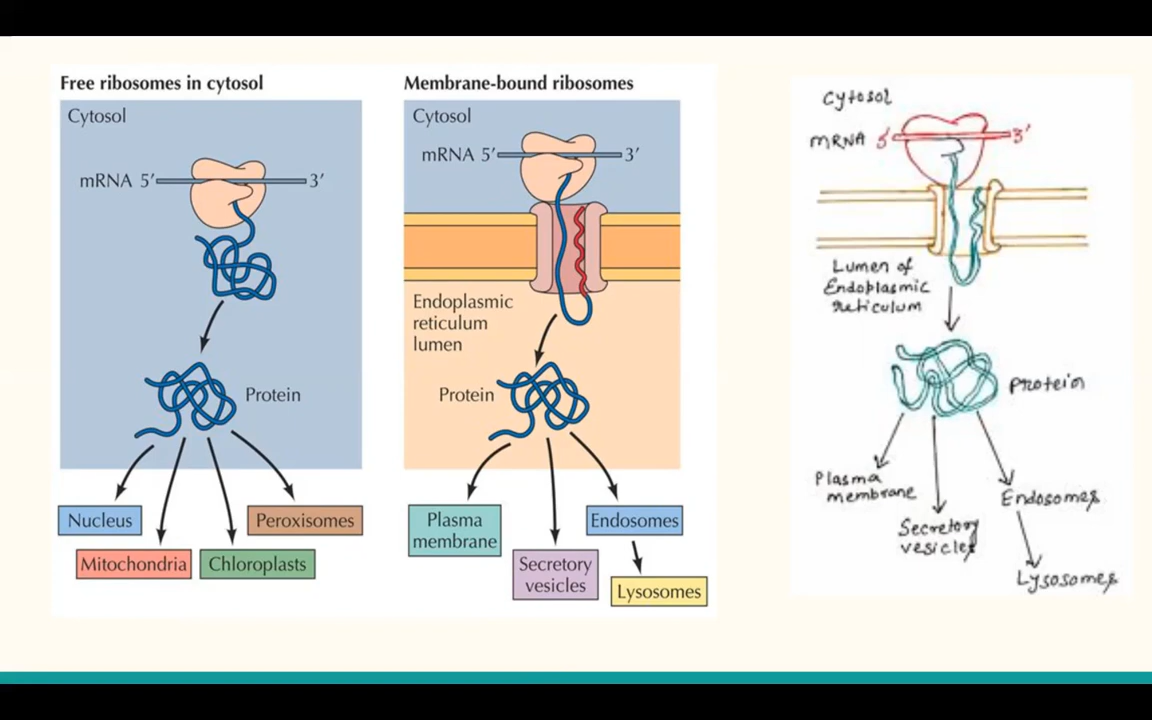 Free ribosomes in cytosol
Cytosol
mRNA 5′
3′
Protein
Nucleus
Peroxisomes
Mitochondria
Chloroplasts
Membrane-bound ribosomes
Cytosol
mRNA 5′
3′
Endoplasmic
reticulum
lumen
Protein
Plasma
membrane
Endosomes
Secretory
vesicles
Lysosomes
Cytosol
mRNA 5′
3′
Lumen of
Endoplasmic
reticulum
Protein
Plasma
membrane
Endosomes
Secretory
vesicles
Lysosomes